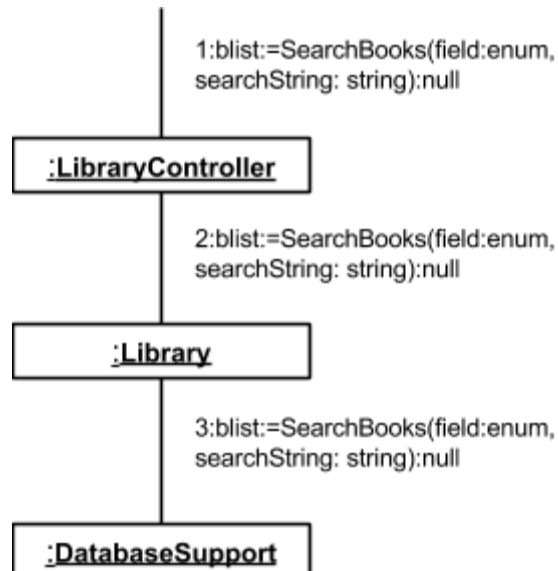 1:blist:=SearchBooks(field:enum,
searchString: string):null
:LibraryController
2:blist:=SearchBooks(field:enum,
searchString: string):null
:Library
3:blist:=SearchBooks(field:enum,
searchString: string):null
:DatabaseSupport